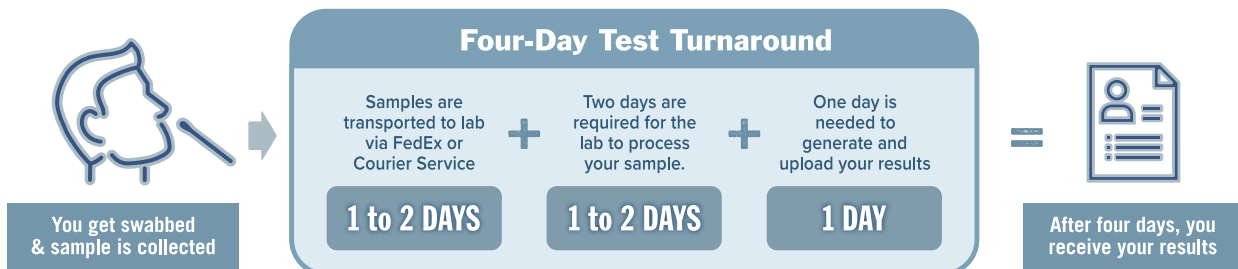 Four-Day Test Turnaround
You get swabbed
& sample is collected
Samples are
transported to lab
via FedEx or
Courier Service
1 to 2 DAYS
+
Two days are
required for the
lab to process
your sample.
1 to 2 DAYS
+
One day is
needed to
generate and
upload your results
1 DAY
=
After four days, you
receive your results